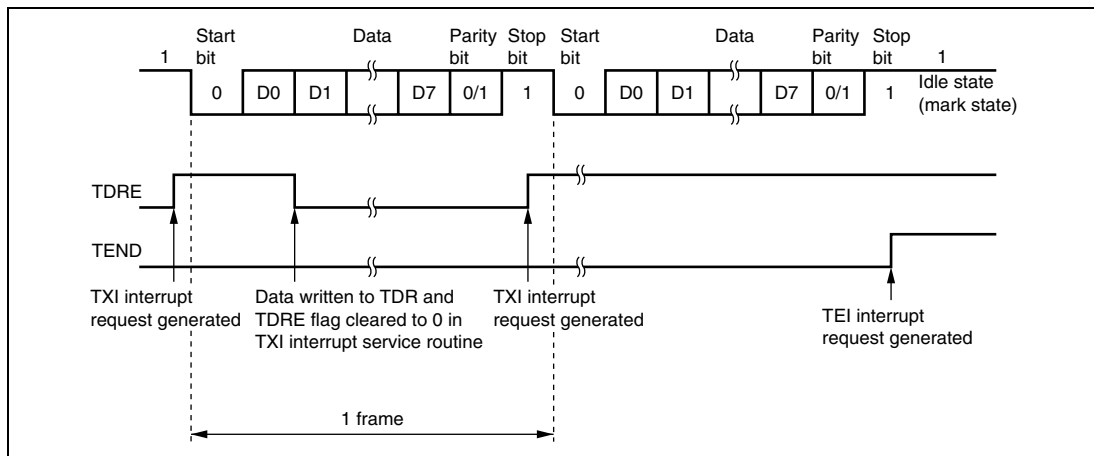 Start bit Data Parity bit Stop bit Start bit Data Parity bit Stop bit
1 0 D0 D1 D7 0/1 1 0 D0 D1 D7 0/1 1 1
Idle state
(mark state)
TDRE
TEND
TXI interrupt
request generated
Data written to TDR and
TDRE flag cleared to 0 in
TXI interrupt service routine
TXI interrupt
request generated
TEI interrupt
request generated
1 frame